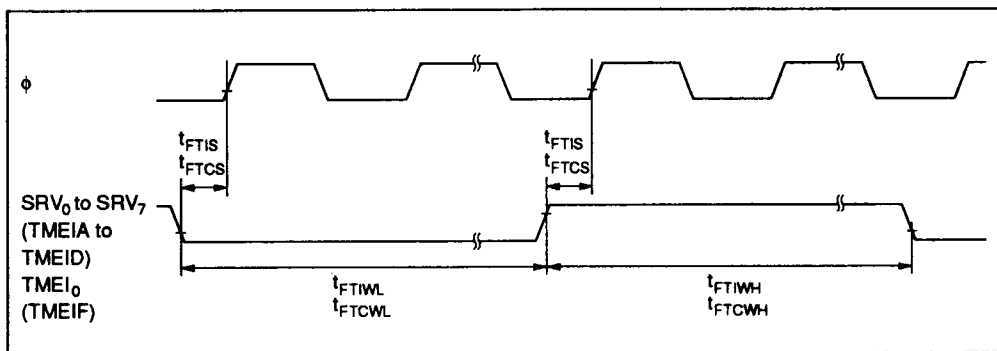 ϕ
tFTIS
tFTCS
tFTIS
tFTCS
SRV0 to SRV7
(TMEIA to
TMEID)
TMEI0
(TMEIF)
tFTIWL
tFTCWL
tFTIWH
tFTCWH